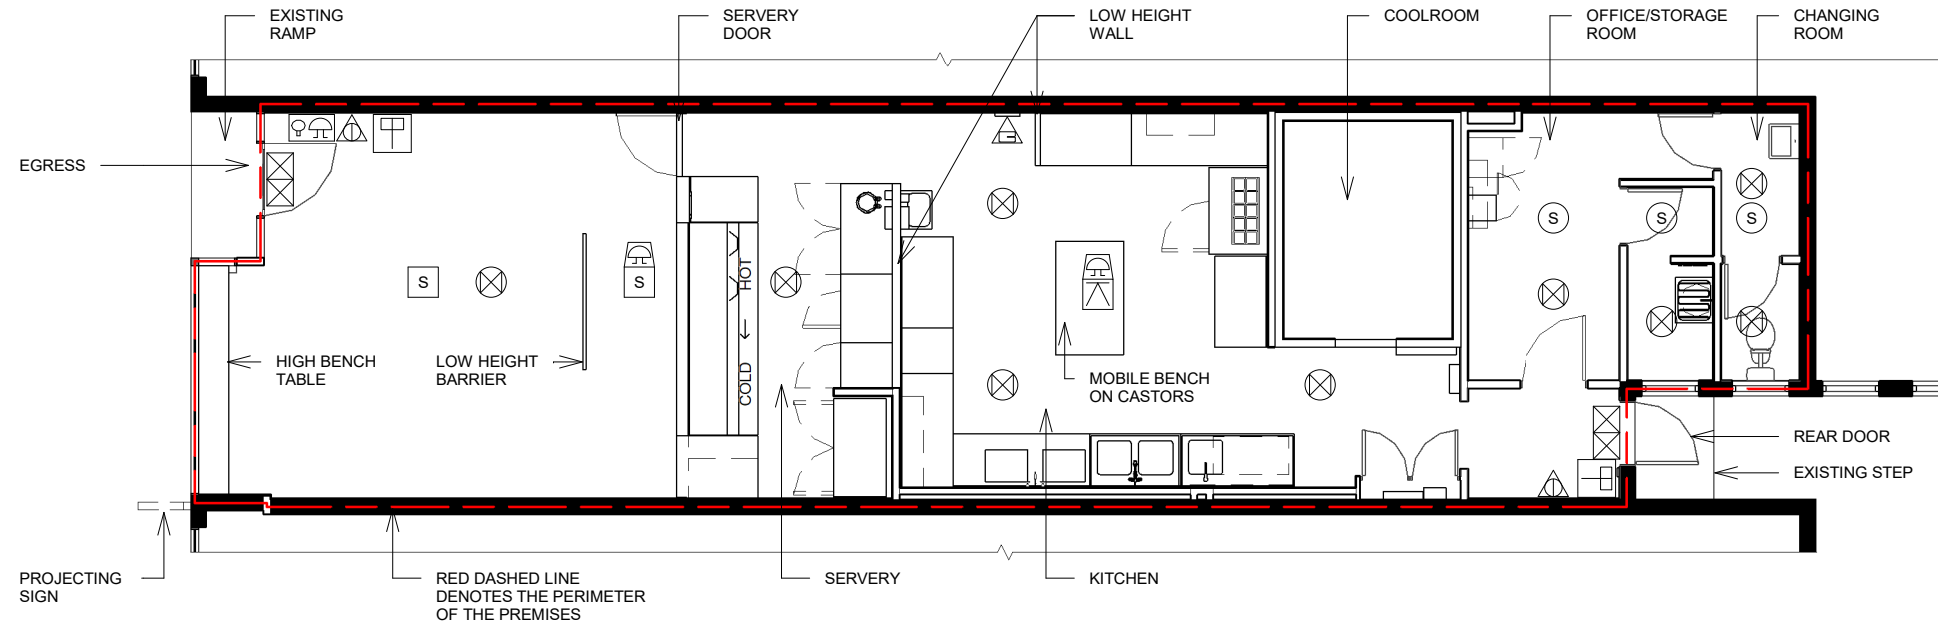 EXISTING
RAMP
SERVERY
DOOR
LOW HEIGHT
WALL
COOLROOM
OFFICE/STORAGE
ROOM
CHANGING
ROOM
EGRESS
S
S
S
S
S
HOT
COLD
HIGH BENCH
TABLE
LOW HEIGHT
BARRIER
MOBILE BENCH
ON CASTORS
REAR DOOR
EXISTING STEP
PROJECTING
SIGN
RED DASHED LINE
DENOTES THE PERIMETER
OF THE PREMISES
SERVERY
KITCHEN